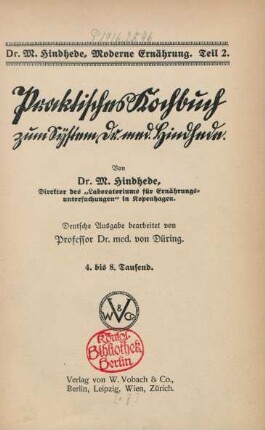 Dr. M. Hindhede, Moderne Ernährung. Teil 2.
Praktisches Kochbuch
zum System Dr. med. Hindhede.
Von
Dr. M. Hindhede,
Direktor des „Laboratoriums für Ernährungs-
untersuchungen“ in Kopenhagen.
Deutsche Ausgabe bearbeitet von
Professor Dr. med. von Düring.
4. bis 8. Tausend.
W. V & Co
Königl.
Bibliothek
Berlin
Verlag von W. Vobach & Co.,
Berlin, Leipzig, Wien, Zürich.